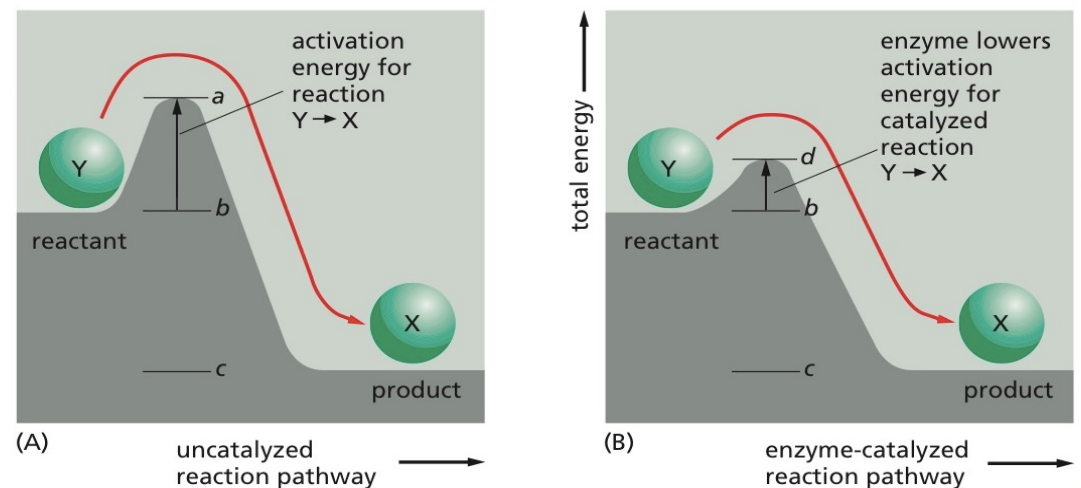 activation
energy for
reaction
Y → X
a
Y
b
reactant
X
c
product
(A)
uncatalyzed
reaction pathway
total energy
enzyme lowers
activation
energy for
catalyzed
reaction
Y → X
d
Y
b
reactant
X
c
product
(B)
enzyme-catalyzed
reaction pathway